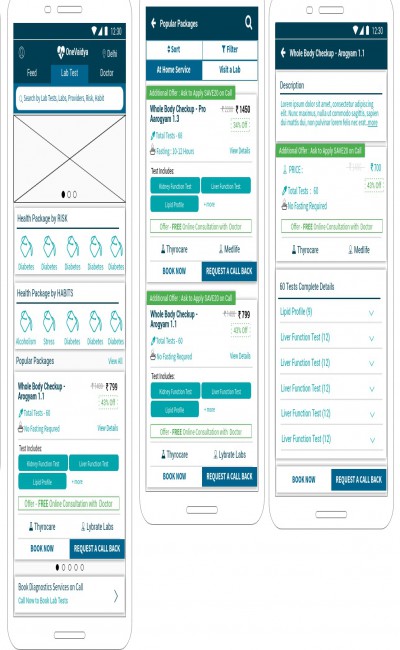 12:30
OneVaidya
Delhi
Feed
Lab Test
Doctor
Search by Lab Tests, Labs, Providers, Risk, Habit
Health Package by RISK
Diabetes Diabetes Diabetes Diabetes Diabetes
Health Package by HABITS
Alcoholism Stress Diabetes Diabetes Diabetes
Popular Packages
View All
Whole Body Checkup -
Arogyam 1.1
₹ 799
Total Tests - 60
40% Off
No Fasting Required
View Details
Test Includes:
Kidney Function Test
Liver Function Test
Lipid Profile
+ more
Offer - FREE Online Consultation with Doctor
Thyrocare
Lybrate Labs
BOOK NOW
REQUEST A CALL BACK
Book Diagnostics Services on Call
Call Now to Book Lab Tests
Popular Packages
Sort
Filter
At Home Service
Visit a Lab
Additional Offer : Ask to Apply SAVE20 on Call
Whole Body Checkup - Pro
Aarogyam 1.3
₹ 1450
Total Tests - 60
34% Off
Fasting : 10-12 Hours
View Details
Test Includes:
Kidney Function Test
Liver Function Test
Lipid Profile
+ more
Offer - FREE Online Consultation with Doctor
Thyrocare
Medlife
BOOK NOW
REQUEST A CALL BACK
Additional Offer : Ask to Apply SAVE20 on Call
Whole Body Checkup -
Arogyam 1.1
₹ 799
Total Tests - 60
43% Off
No Fasting Required
View Details
Test Includes:
Kidney Function Test
Liver Function Test
Lipid Profile
+ more
Offer - FREE Online Consultation with Doctor
Thyrocare
Lybrate Labs
BOOK NOW
REQUEST A CALL BACK
12:30
Whole Body Checkup - Arogyam 1.1
Description
Lorem ipsum dolor sit amet, consectetur adipiscing
elit. Nunc maximus, nulla ut commodo sagittis, sapien
dui mattis dui, non pulvinar lorem felis nec erat. more
Additional Offer : Ask to Apply SAVE20 on Call
PRICE :
₹ 700
Total Tests : 60
40% Off
No Fasting Required
Offer - FREE Online Consultation with Doctor
Thyrocare
Medlife
60 Tests Complete Details
Lipid Profile (9)
Liver Function Test (12)
Liver Function Test (12)
Liver Function Test (12)
Liver Function Test (12)
Liver Function Test (12)
BOOK NOW
REQUEST A CALL BACK